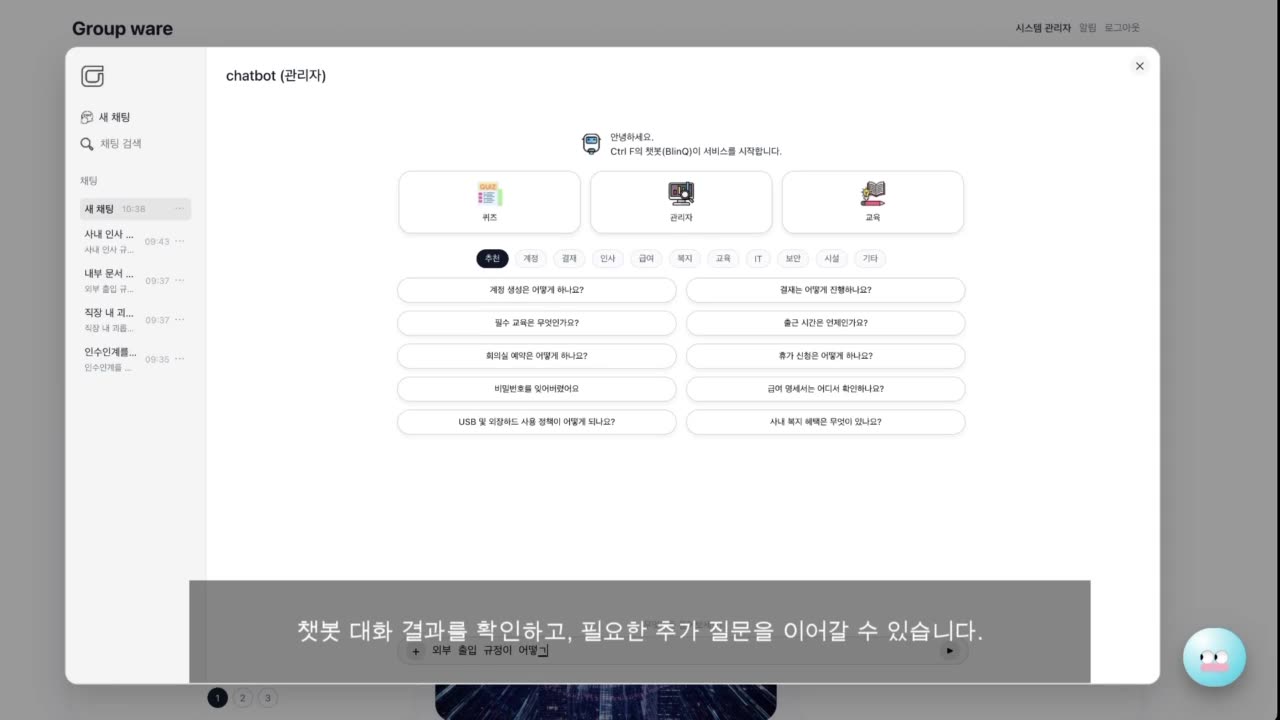 Group ware
시스템 관리자 알림 로그아웃
chatbot (관리자)
새 채팅
채팅 검색
채팅
새 채팅 10:38 ···
사내 인사 ... 09:43 ···
사내 인사 규...
내부 문서 ... 09:37 ···
외부 출입 규...
직장 내 괴... 09:37 ···
직장 내 괴롭...
인수인계를... 09:35 ···
인수인계를 ...
안녕하세요.
Ctrl F의 챗봇(BlinQ)이 서비스를 시작합니다.
QUIZ
퀴즈
관리자
교육
추천 계정 결재 인사 급여 복지 교육 IT 보안 시설 기타
계정 생성은 어떻게 하나요?
결재는 어떻게 진행하나요?
필수 교육은 무엇인가요?
출근 시간은 언제인가요?
회의실 예약은 어떻게 하나요?
휴가 신청은 어떻게 하나요?
비밀번호를 잊어버렸어요
급여 명세서는 어디서 확인하나요?
USB 및 외장하드 사용 정책이 어떻게 되나요?
사내 복지 혜택은 무엇이 있나요?
챗봇 대화 결과를 확인하고, 필요한 추가 질문을 이어갈 수 있습니다.
+ 외부 출입 규정이 어떻ㄱ
1 2 3